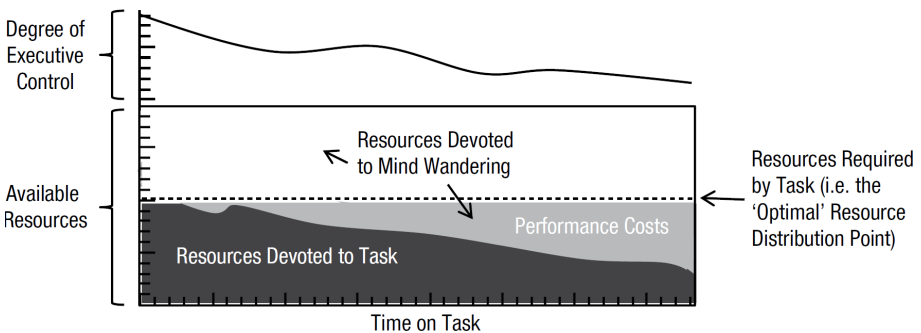 Degree of
Executive
Control
Resources Devoted
to Mind Wandering
Available
Resources
Resources Required
by Task (i.e. the
‘Optimal’ Resource
Distribution Point)
Performance Costs
Resources Devoted to Task
Time on Task